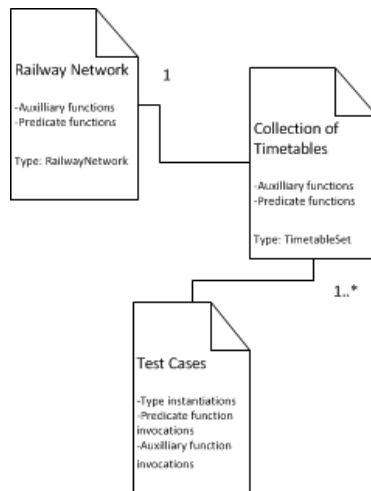 Railway Network
-Auxilliary functions
-Predicate functions
Type: RailwayNetwork
1
Collection of
Timetables
-Auxilliary functions
-Predicate functions
Type: TimetableSet
1..*
Test Cases
-Type instantiations
-Predicate function
invocations
-Auxilliary function
invocations